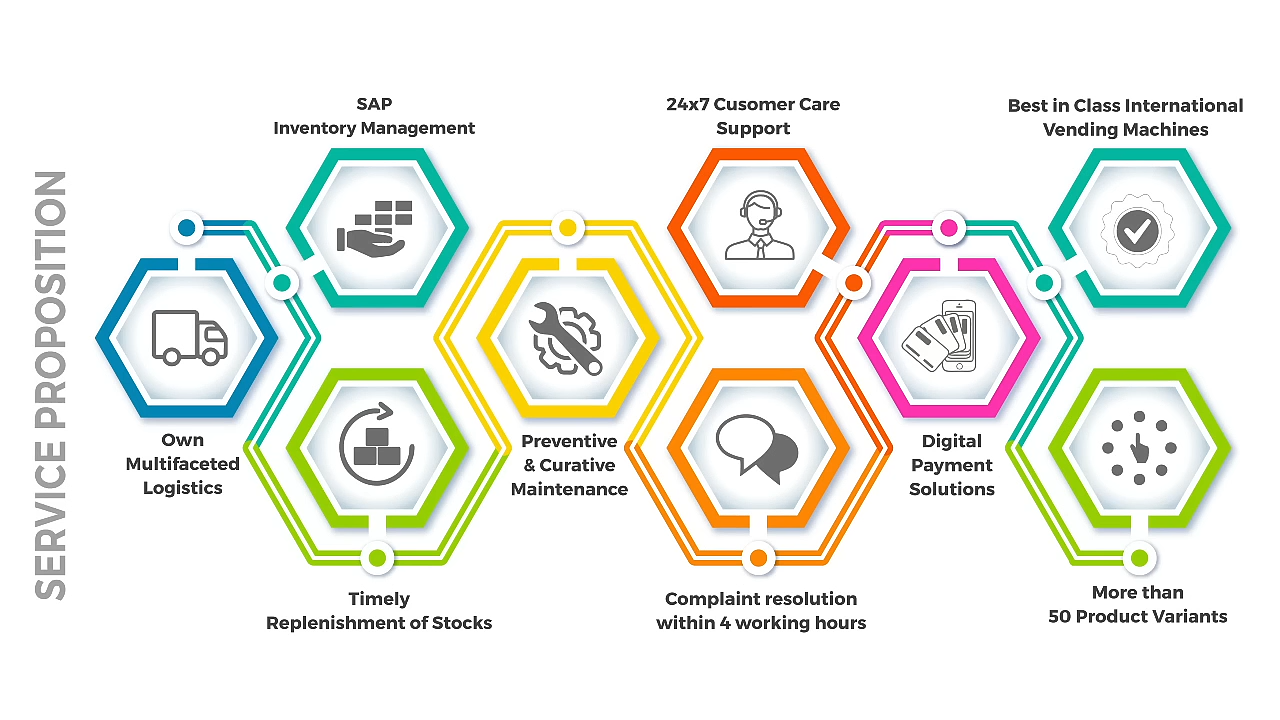 SERVICE PROPOSITION
Own
Multifaceted
Logistics
SAP
Inventory Management
Timely
Replenishment of Stocks
Preventive
& Curative
Maintenance
24x7 Cusomer Care
Support
Complaint resolution
within 4 working hours
Digital
Payment
Solutions
Best in Class International
Vending Machines
More than
50 Product Variants